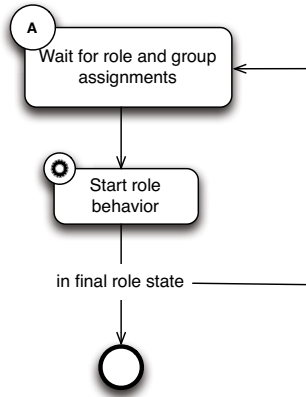 A
Wait for role and group
assignments
Start role
behavior
in final role state